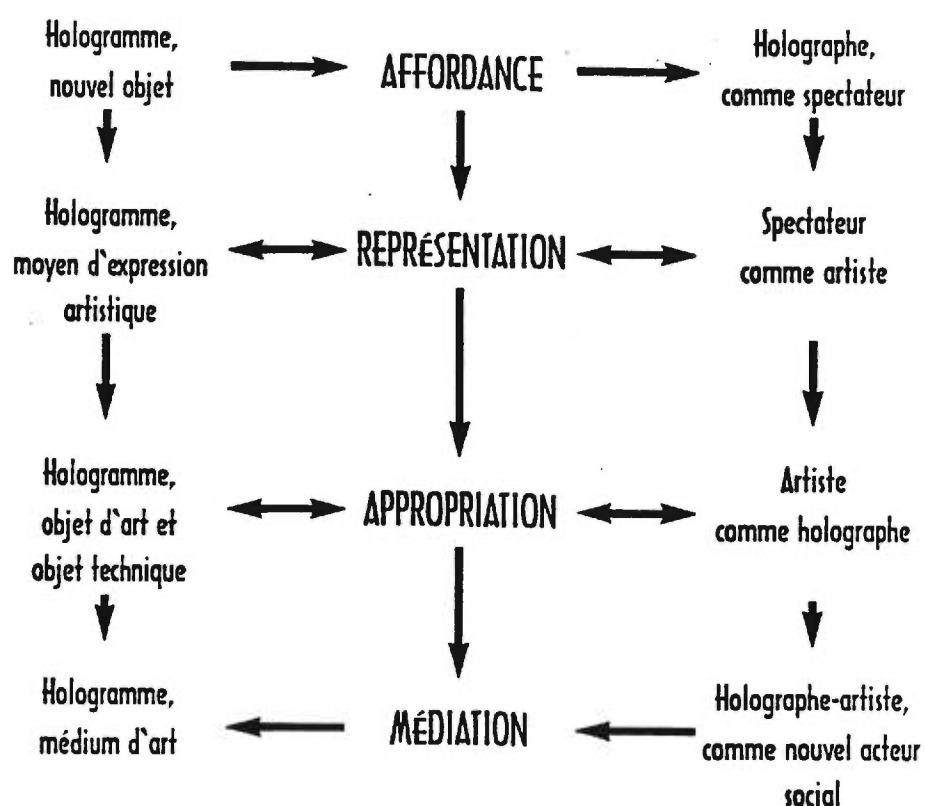 Hologramme,
nouvel objet
AFFORDANCE
Holographe,
comme spectateur
Hologramme,
moyen d`expression
artistique
REPRÉSENTATION
Spectateur
comme artiste
Hologramme,
objet d`art et
objet technique
APPROPRIATION
Artiste
comme holographe
Hologramme,
médium d`art
MÉDIATION
Holographe-artiste,
comme nouvel acteur
social